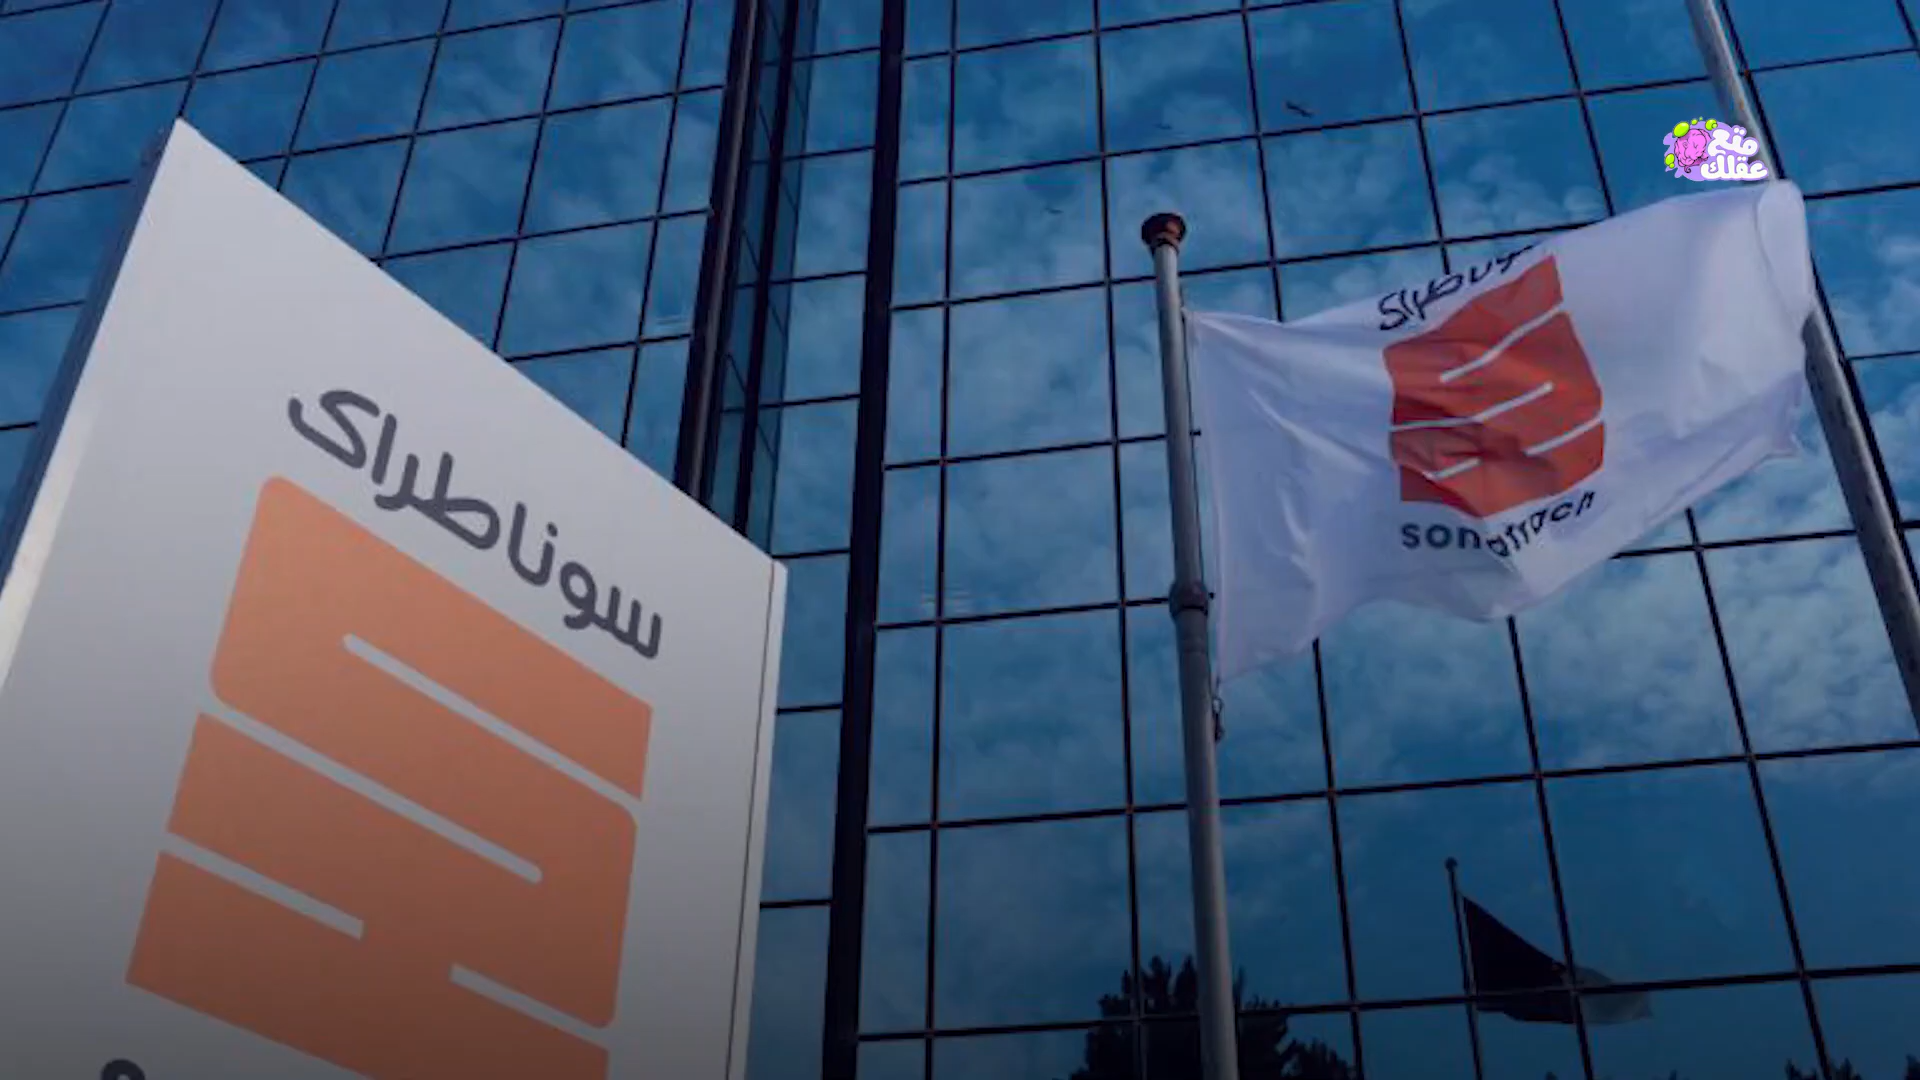 سوناطراك
سوناطراك
sonatrach
متع
عقلك